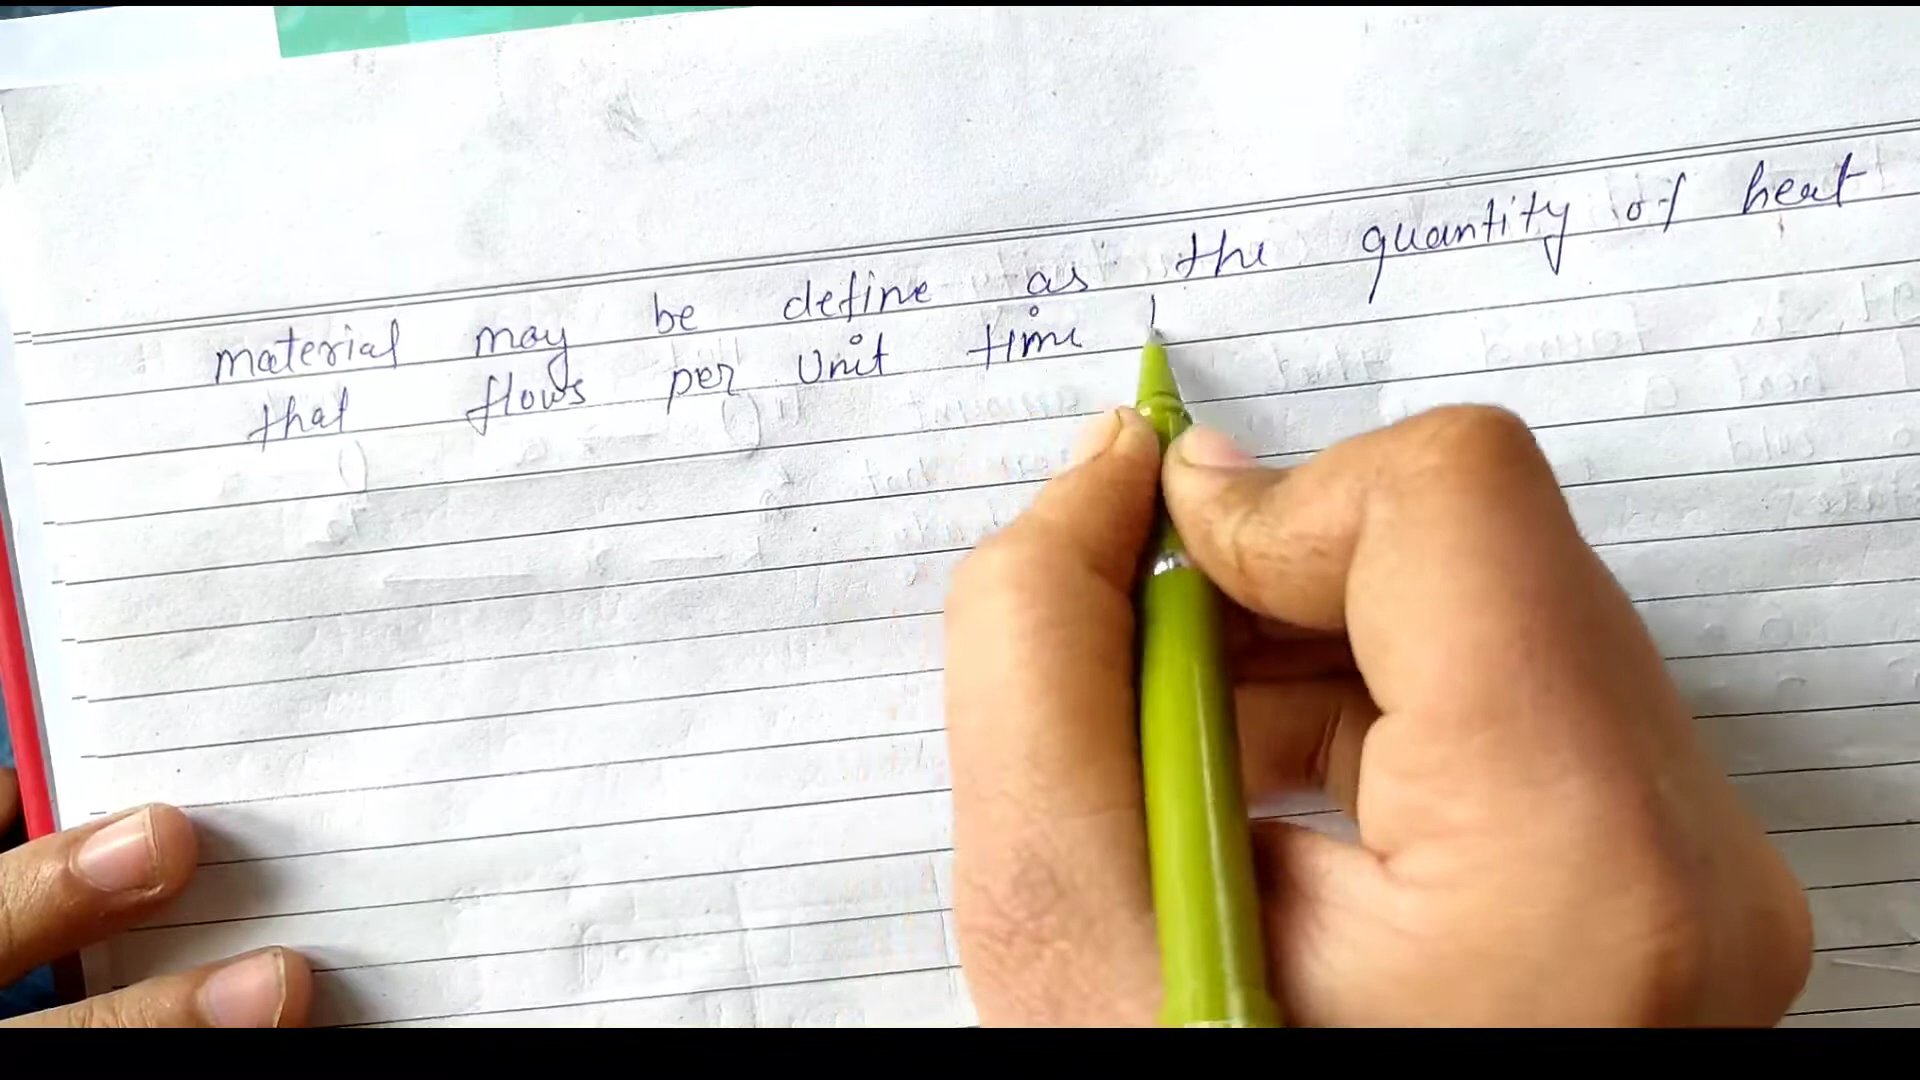 material may be define as the quantity of heat
that flows per unit time